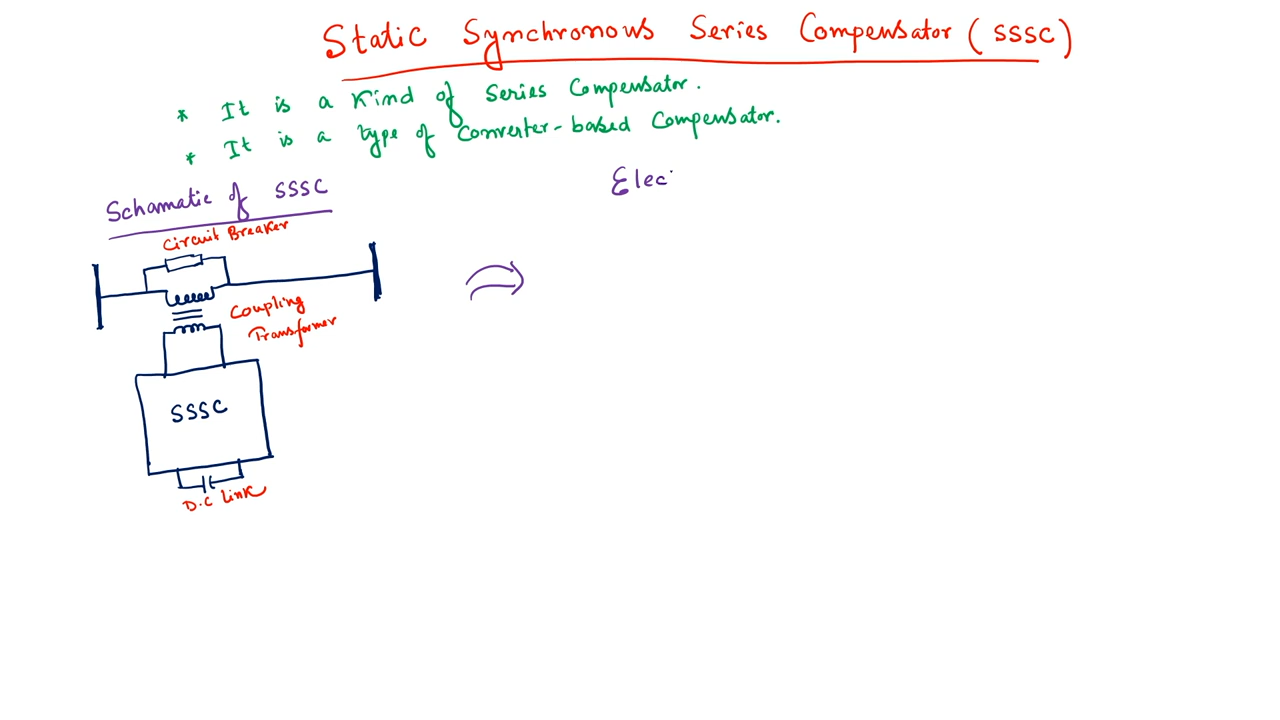 Static Synchronous Series Compensator (SSSC)
* It is a Kind of Series Compensator.
* It is a type of Converter-based Compensator.
Schamatic of SSSC
Elec
Circuit Breaker
Coupling
Transformer
SSSC
D.C Link